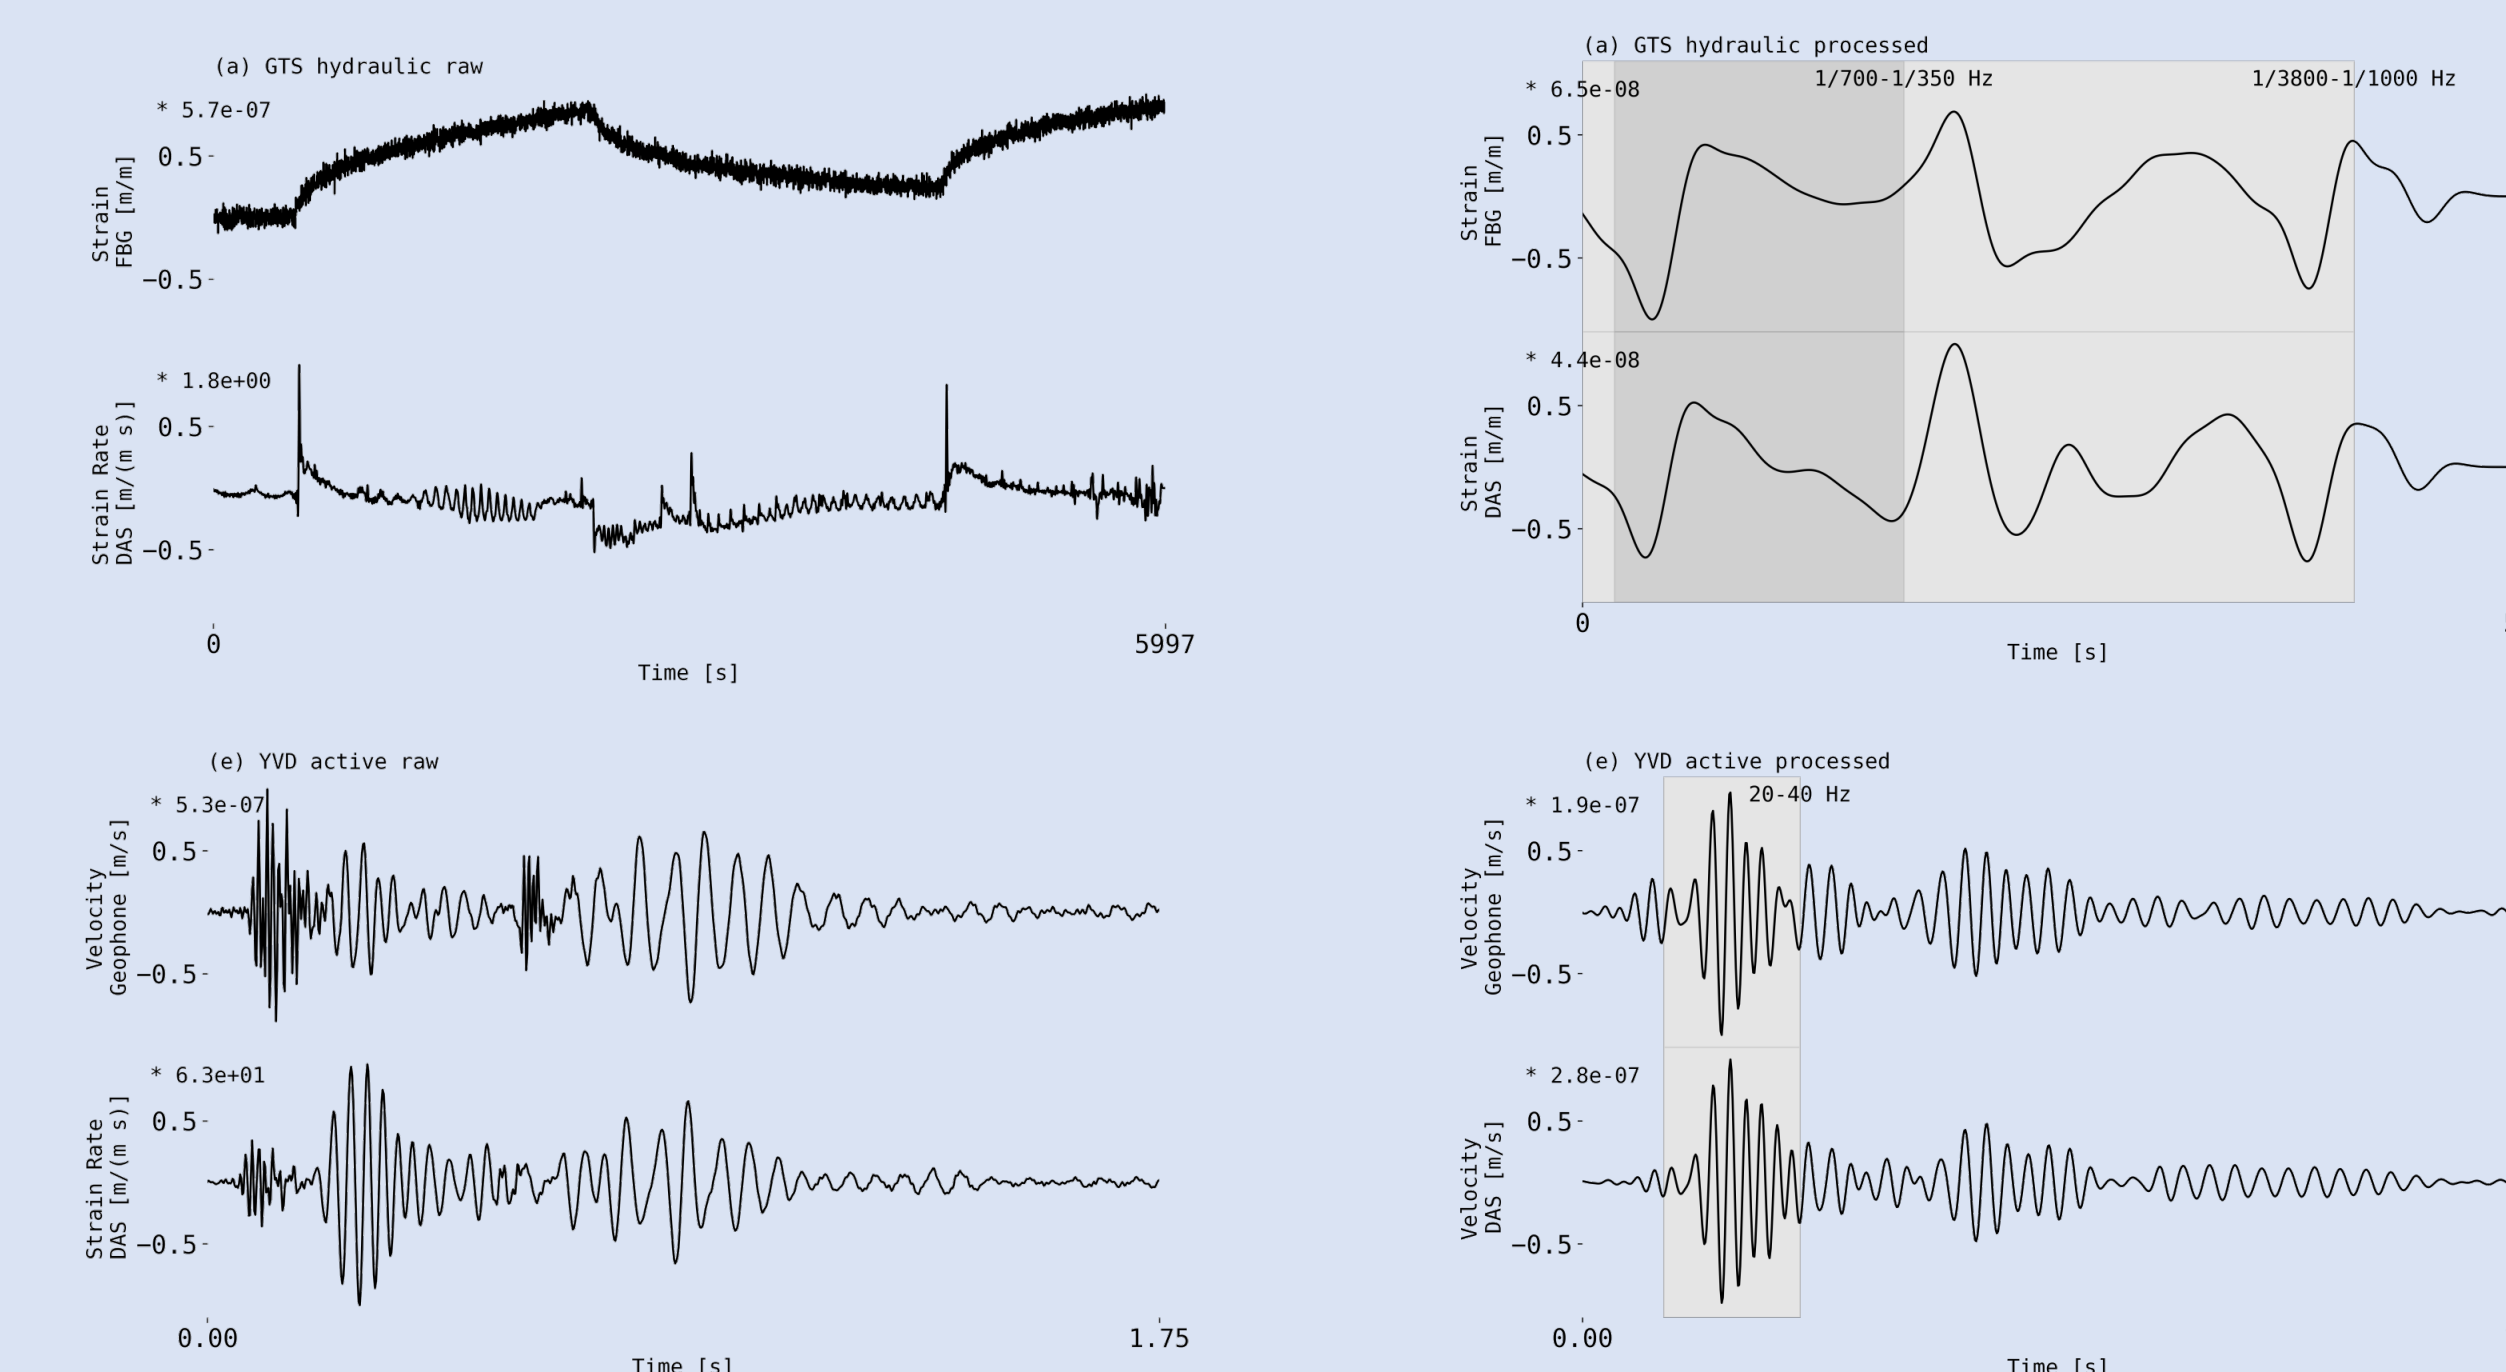 (a) GTS hydraulic raw
* 5.7e-07
0.5
−0.5
Strain
FBG [m/m]
* 1.8e+00
0.5
−0.5
Strain Rate
DAS [m/(m s)]
0
5997
Time [s]
(a) GTS hydraulic processed
1/700-1/350 Hz
1/3800-1/1000 Hz
* 6.5e-08
0.5
−0.5
Strain
FBG [m/m]
* 4.4e-08
0.5
−0.5
Strain
DAS [m/m]
0
Time [s]
(e) YVD active raw
* 5.3e-07
0.5
−0.5
Velocity
Geophone [m/s]
* 6.3e+01
0.5
−0.5
Strain Rate
DAS [m/(m s)]
0.00
1.75
Time [s]
(e) YVD active processed
20-40 Hz
* 1.9e-07
0.5
−0.5
Velocity
Geophone [m/s]
* 2.8e-07
0.5
−0.5
Velocity
DAS [m/s]
0.00
Time [s]